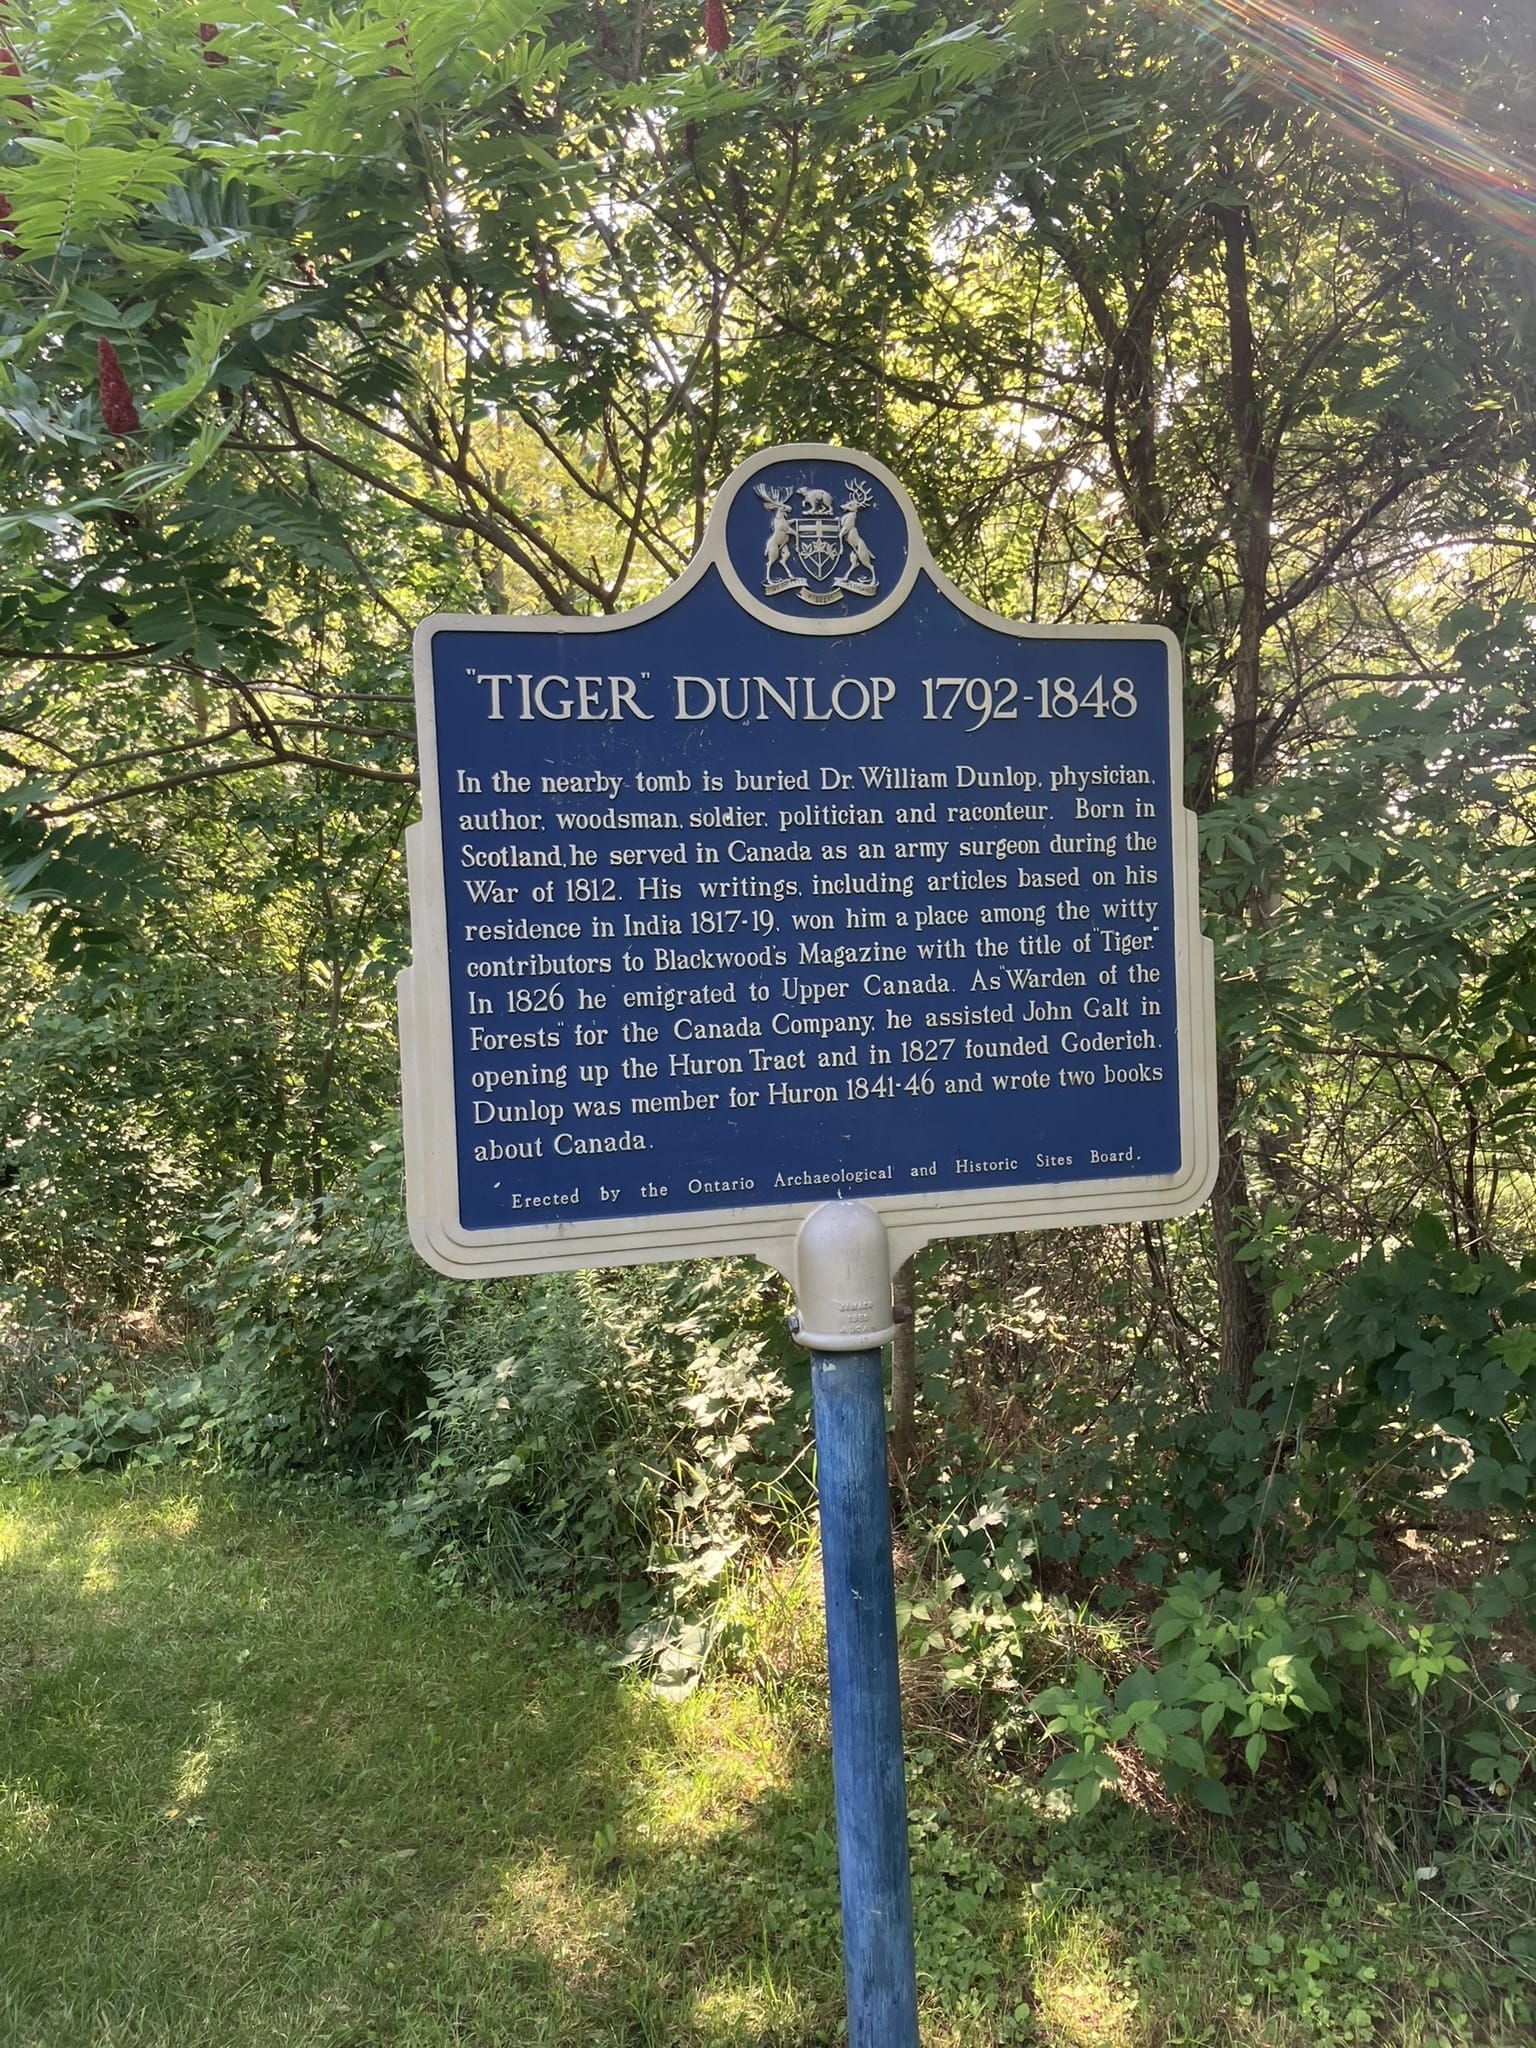 "TIGER" DUNLOP 1792-1848
In the nearby tomb is buried Dr. William Dunlop, physician,
author, woodsman, soldier, politician and raconteur. Born in
Scotland, he served in Canada as an army surgeon during the
War of 1812. His writings, including articles based on his
residence in India 1817-19, won him a place among the witty
contributors to Blackwood's Magazine with the title of "Tiger."
In 1826 he emigrated to Upper Canada. As "Warden of the
Forests" for the Canada Company, he assisted John Galt in
opening up the Huron Tract and in 1827 founded Goderich.
Dunlop was member for Huron 1841-46 and wrote two books
about Canada.
Erected by the Ontario Archaeological and Historic Sites Board.